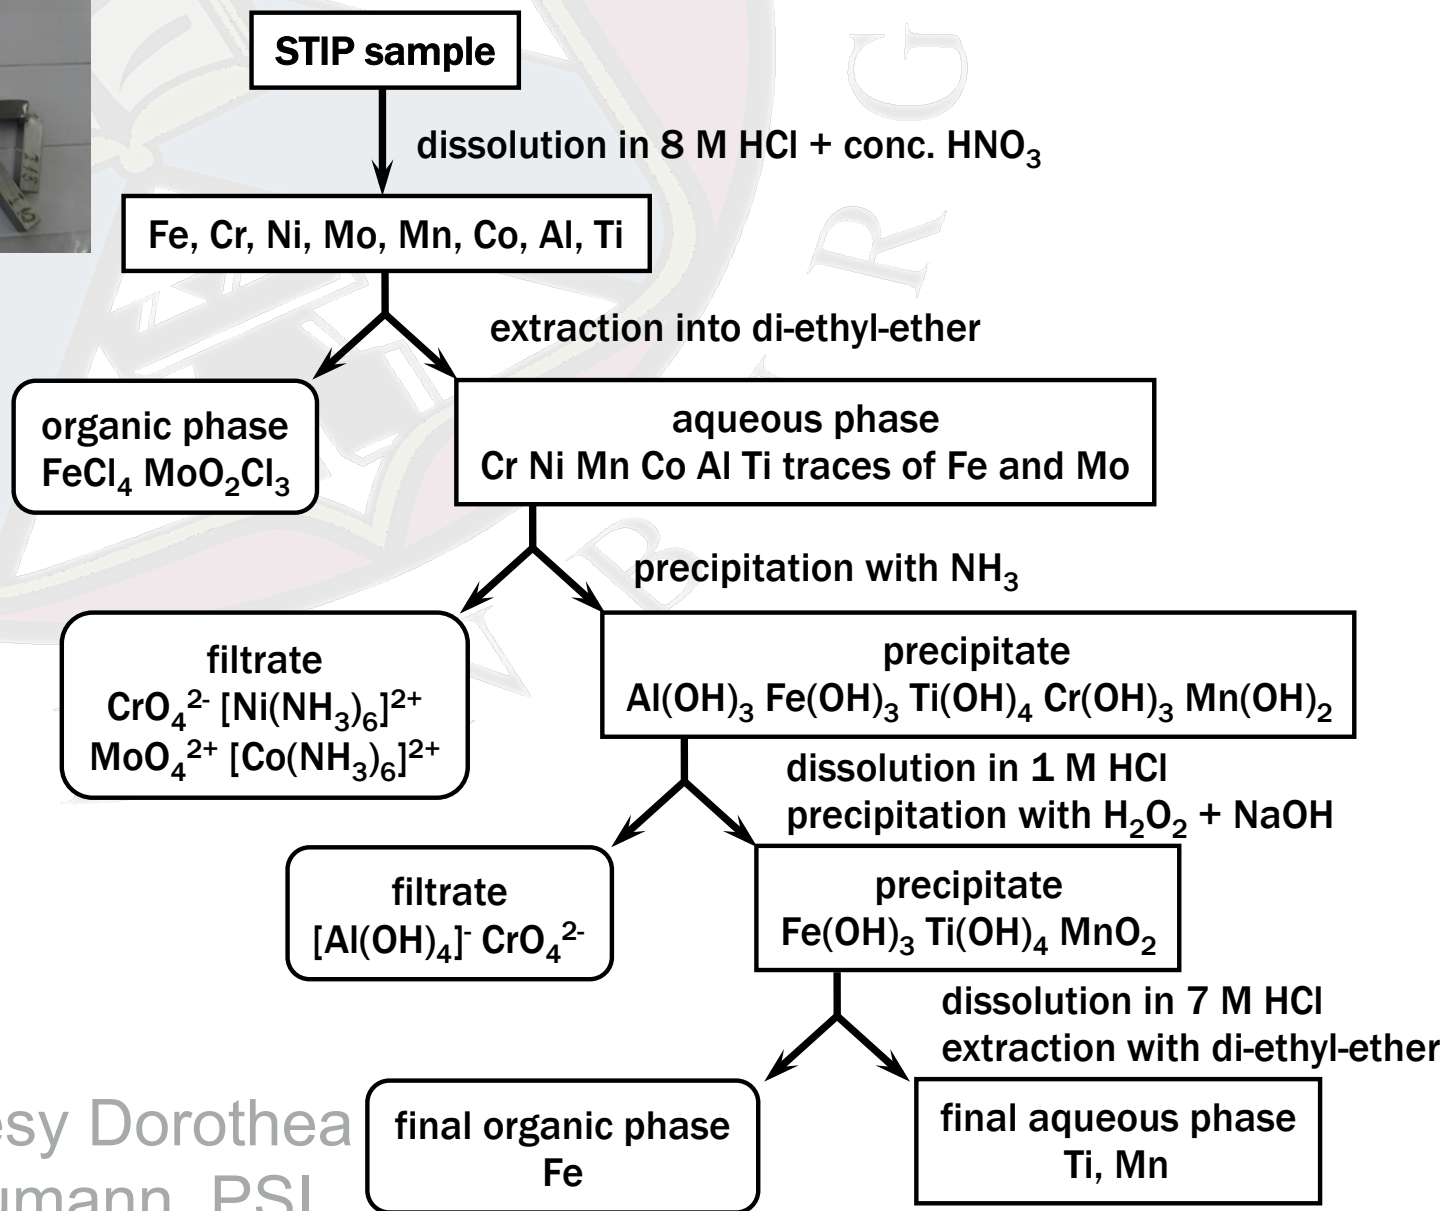 STIP sample
dissolution in 8 M HCl + conc. HNO₃
Fe, Cr, Ni, Mo, Mn, Co, Al, Ti
extraction into di-ethyl-ether
organic phase
FeCl₄ MoO₂Cl₃
aqueous phase
Cr Ni Mn Co Al Ti traces of Fe and Mo
precipitation with NH₃
filtrate
CrO₄²⁻ [Ni(NH₃)₆]²⁺
MoO₄²⁺ [Co(NH₃)₆]²⁺
precipitate
Al(OH)₃ Fe(OH)₃ Ti(OH)₄ Cr(OH)₃ Mn(OH)₂
dissolution in 1 M HCl
precipitation with H₂O₂ + NaOH
filtrate
[Al(OH)₄]⁻ CrO₄²⁻
precipitate
Fe(OH)₃ Ti(OH)₄ MnO₂
dissolution in 7 M HCl
extraction with di-ethyl-ether
final organic phase
Fe
final aqueous phase
Ti, Mn
esy Dorothea
umann, PSI